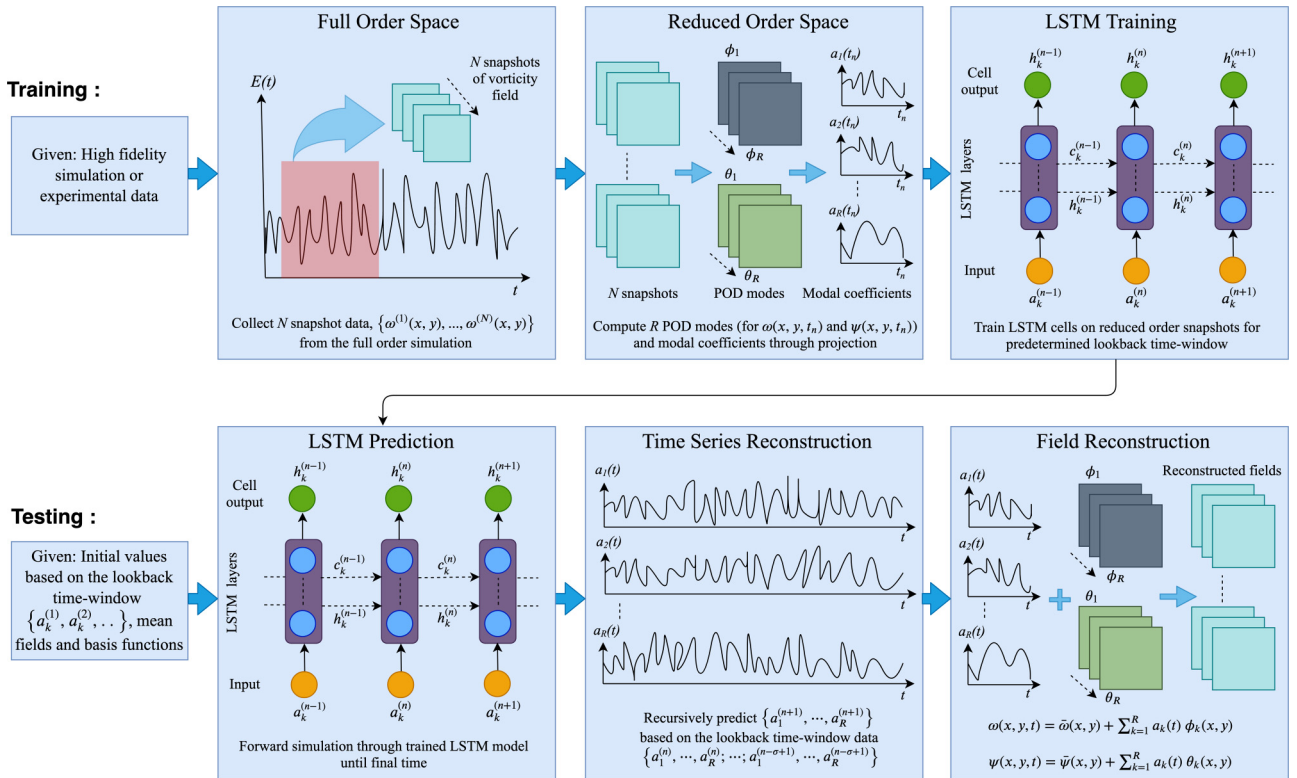 Training :
Given: High fidelity
simulation or
experimental data
Full Order Space
E(t)
N snapshots
of vorticity
field
t
Collect N snapshot data, {ω^(1)(x, y), ..., ω^(N)(x, y)}
from the full order simulation
Reduced Order Space
ϕ_1
ϕ_R
θ_1
θ_R
a_1(t_n)
t_n
a_2(t_n)
t_n
a_R(t_n)
t_n
N snapshots
POD modes
Modal coefficients
Compute R POD modes (for ω(x, y, t_n) and ψ(x, y, t_n))
and modal coefficients through projection
LSTM Training
h_k^(n-1) h_k^(n) h_k^(n+1)
Cell
output
LSTM layers
c_k^(n-1) c_k^(n)
h_k^(n-1) h_k^(n)
Input
a_k^(n-1) a_k^(n) a_k^(n+1)
Train LSTM cells on reduced order snapshots for
predetermined lookback time-window
Testing :
Given: Initial values
based on the lookback
time-window
{a_k^(1), a_k^(2), . . }, mean
fields and basis functions
LSTM Prediction
h_k^(n-1) h_k^(n) h_k^(n+1)
Cell
output
LSTM layers
c_k^(n-1) c_k^(n)
h_k^(n-1) h_k^(n)
Input
a_k^(n-1) a_k^(n) a_k^(n+1)
Forward simulation through trained LSTM model
until final time
Time Series Reconstruction
a_1(t)
t
a_2(t)
t
a_R(t)
t
Recursively predict {a_1^(n+1), ⋯, a_R^(n+1)}
based on the lookback time-window data
{a_1^(n), ⋯, a_R^(n); ⋯; a_1^(n-σ+1), ⋯, a_R^(n-σ+1)}
Field Reconstruction
a_1(t)
t
a_2(t)
t
a_R(t)
t
ϕ_1
ϕ_R
θ_1
θ_R
Reconstructed fields
ω(x, y, t) = ω̄(x, y) + ∑_{k=1}^R a_k(t) ϕ_k(x, y)
ψ(x, y, t) = ψ̄(x, y) + ∑_{k=1}^R a_k(t) θ_k(x, y)